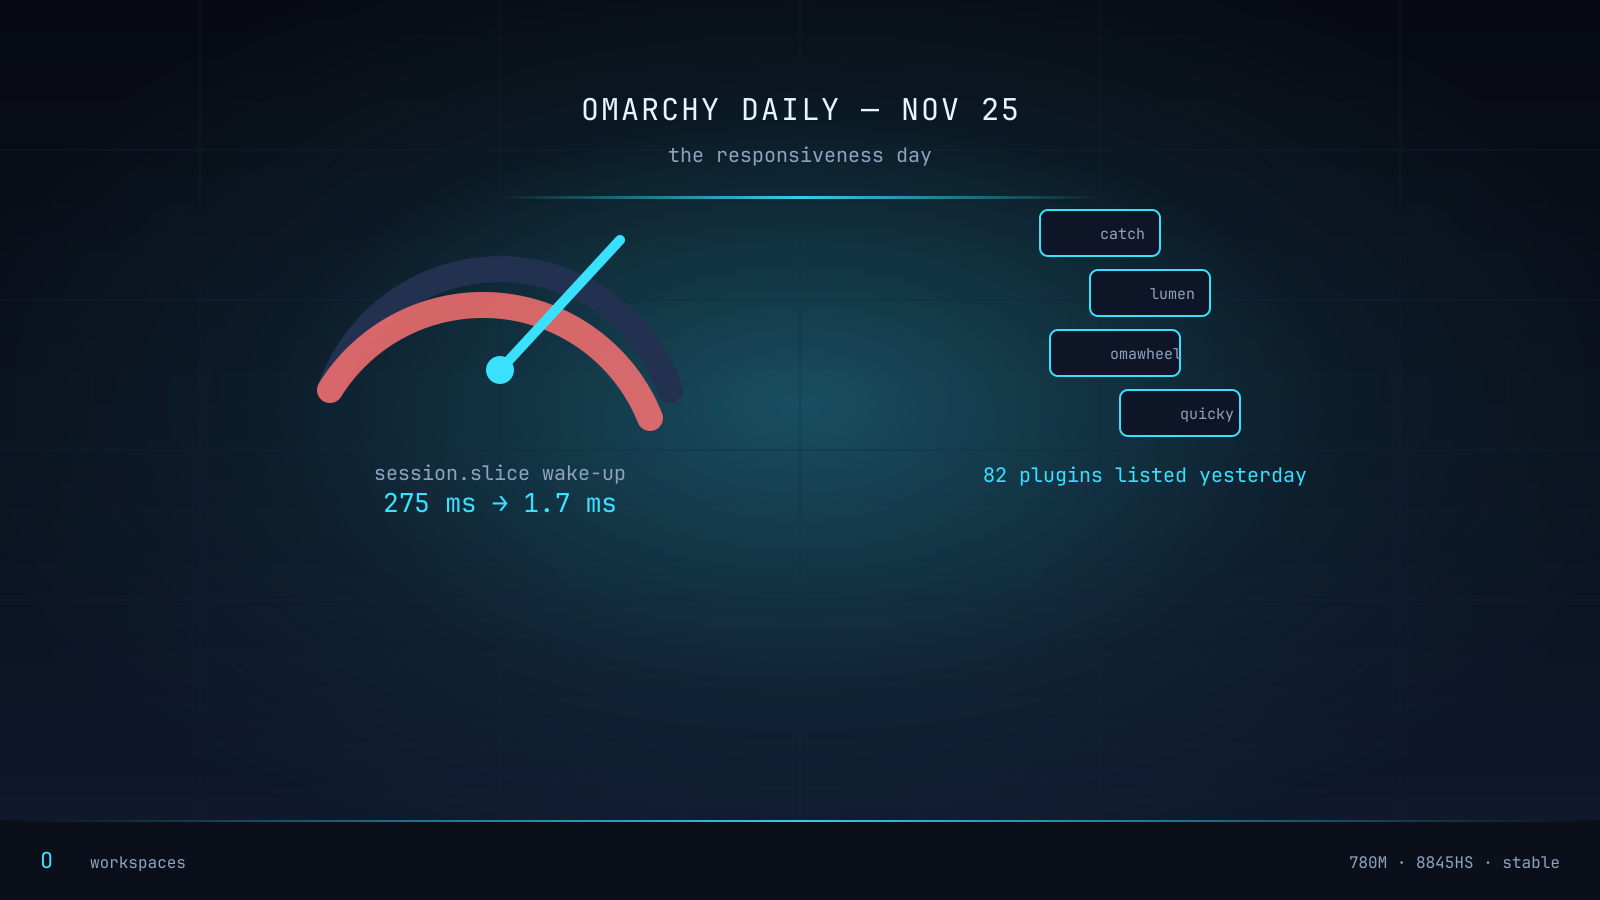 OMARCHY DAILY — NOV 25
the responsiveness day
catch
lumen
omawheel
quicky
session.slice wake-up
275 ms → 1.7 ms
82 plugins listed yesterday
O workspaces
780M · 8845HS · stable